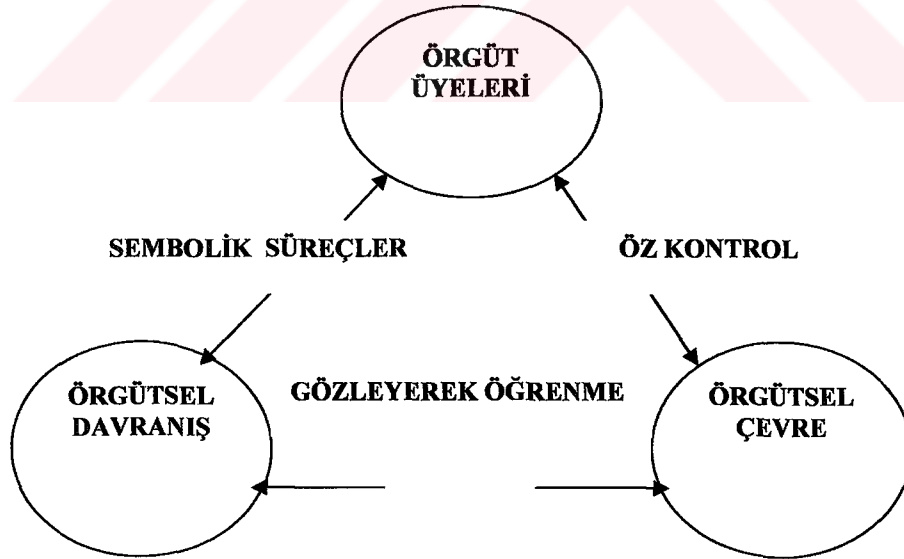 ÖRGÜT
ÜYELERİ
SEMBOLİK SÜREÇLER
ÖZ KONTROL
ÖRGÜTSEL
DAVRANIŞ
GÖZLEYEREK ÖĞRENME
ÖRGÜTSEL
ÇEVRE